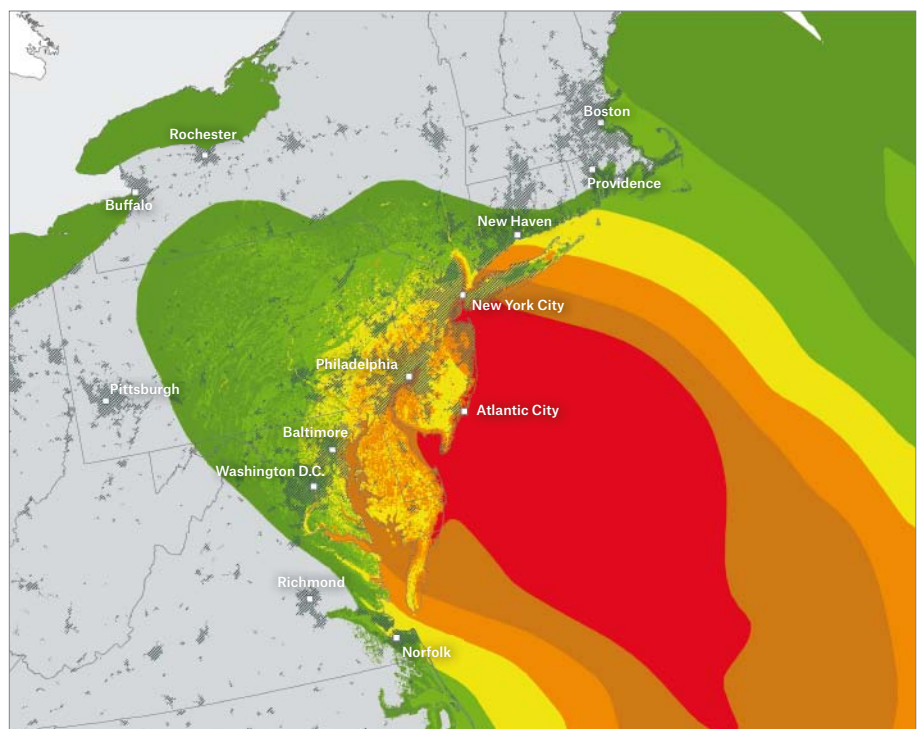 Boston
Rochester
Providence
Buffalo
New Haven
New York City
Philadelphia
Pittsburgh
Atlantic City
Baltimore
Washington D.C.
Richmond
Norfolk